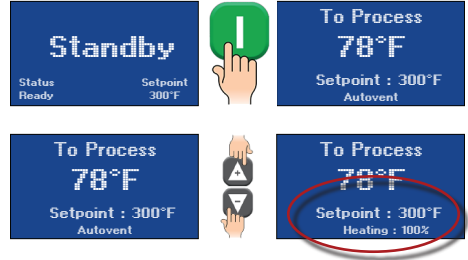 Standby
Status Setpoint
Ready 300°F
I
To Process
78°F
Setpoint : 300°F
Autovent
To Process
78°F
Setpoint : 300°F
Autovent
+
-
To Process
78°F
Setpoint : 300°F
Heating : 100%